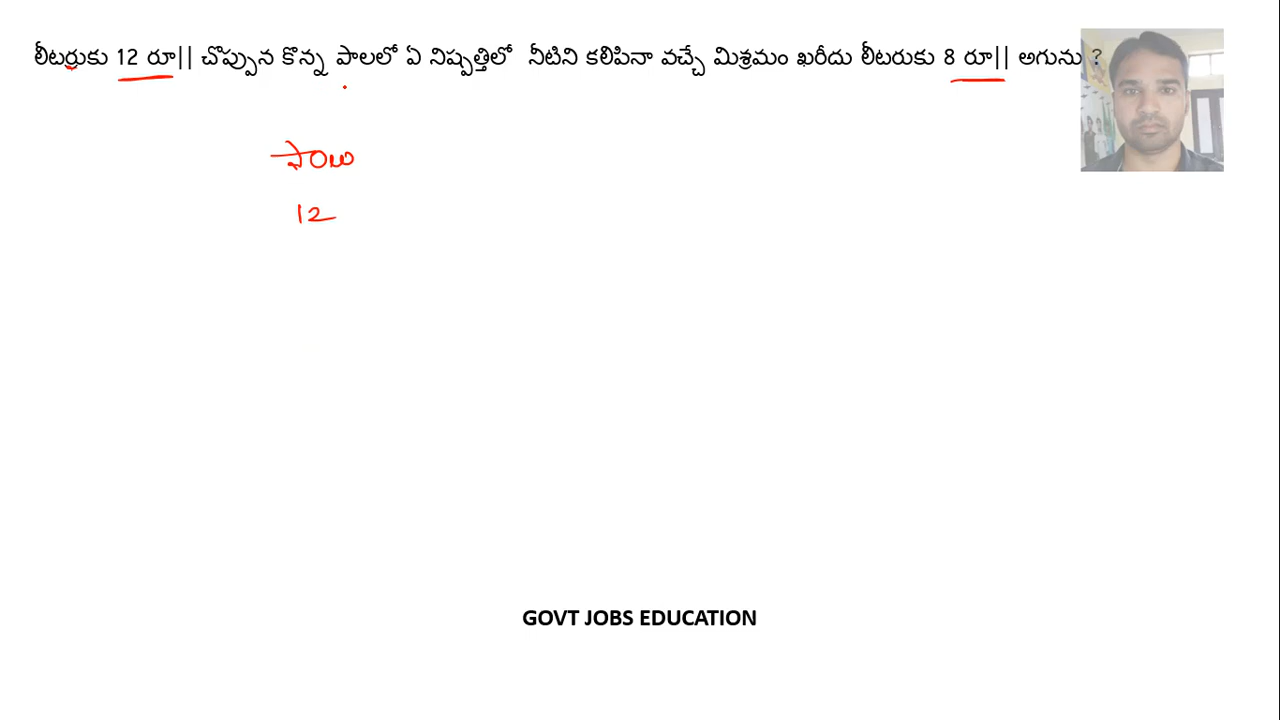 లీటర్రుకు 12 రూ|| చొప్పున కొన్న పాలలో ఏ నిష్పత్తిలో నీటిని కలిపినా వచ్చే మిశ్రమం ఖరీదు లీటరుకు 8 రూ|| అగును ?
పాలు
12
GOVT JOBS EDUCATION